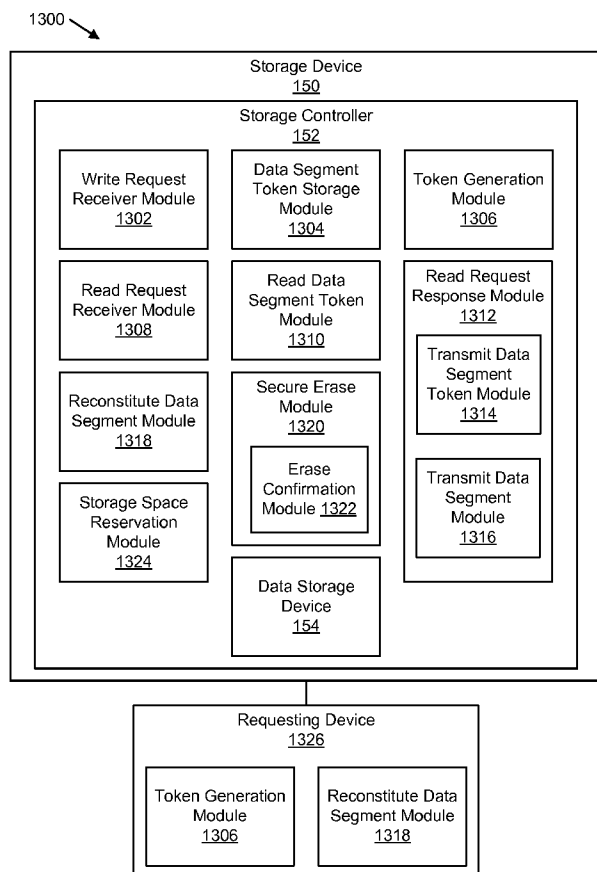 1300
Storage Device
150
Storage Controller
152
Write Request
Receiver Module
1302
Data Segment
Token Storage
Module
1304
Token Generation
Module
1306
Read Request
Receiver Module
1308
Read Data
Segment Token
Module
1310
Read Request
Response Module
1312
Transmit Data
Segment
Token Module
1314
Transmit Data
Segment
Module
1316
Reconstitute Data
Segment Module
1318
Secure Erase
Module
1320
Erase
Confirmation
Module 1322
Storage Space
Reservation
Module
1324
Data Storage
Device
154
Requesting Device
1326
Token Generation
Module
1306
Reconstitute Data
Segment Module
1318